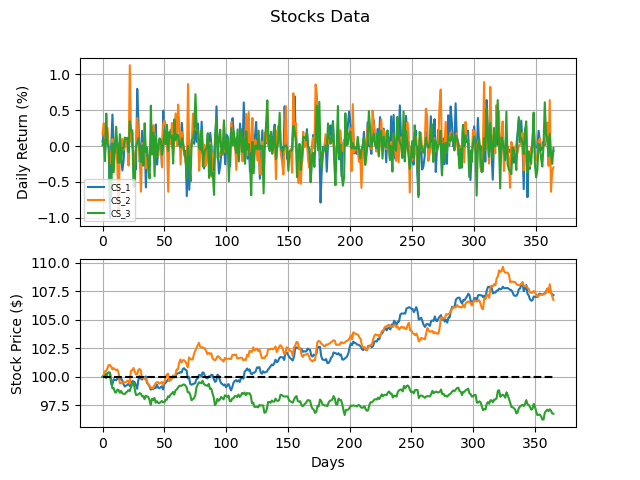 Stocks Data
Daily Return (%)
1.0
0.5
0.0
−0.5
−1.0
CS_1
CS_2
CS_3
0 50 100 150 200 250 300 350
Stock Price ($)
110.0
107.5
105.0
102.5
100.0
97.5
0 50 100 150 200 250 300 350
Days